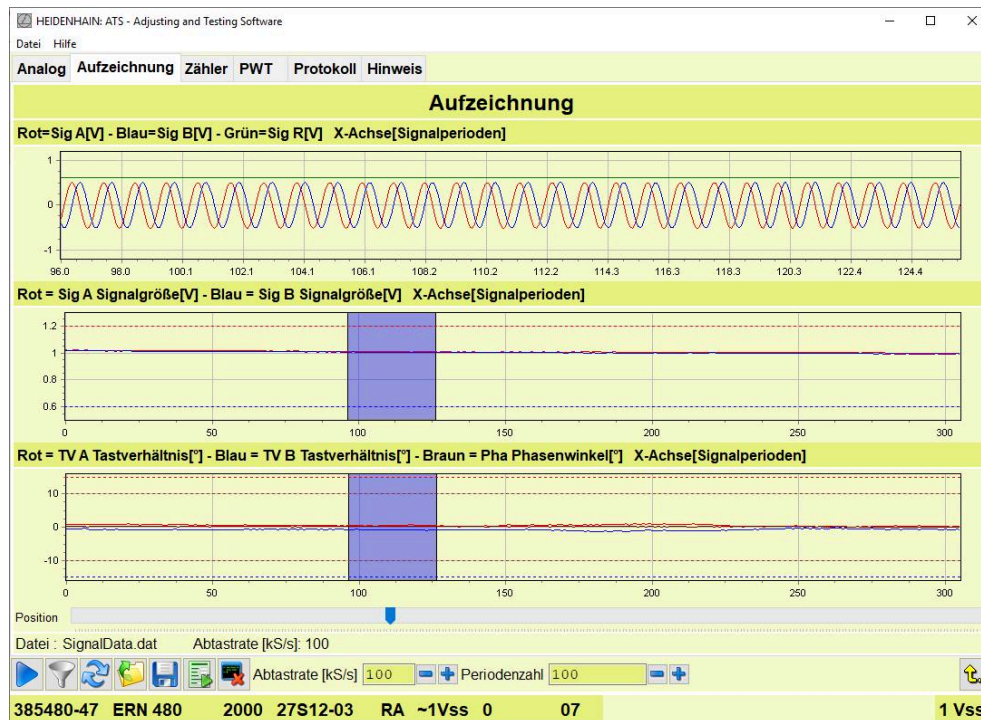 HEIDENHAIN: ATS - Adjusting and Testing Software
Datei Hilfe
Analog Aufzeichnung Zähler PWT Protokoll Hinweis
Aufzeichnung
Rot=Sig A[V] - Blau=Sig B[V] - Grün=Sig R[V] X-Achse[Signalperioden]
1
0
-1
96.0 98.0 100.1 102.1 104.1 106.1 108.2 110.2 112.2 114.3 116.3 118.3 120.3 122.4 124.4
Rot = Sig A Signalgröße[V] - Blau = Sig B Signalgröße[V] X-Achse[Signalperioden]
1.2
1
0.8
0.6
0 50 100 150 200 250 300
Rot = TV A Tastverhältnis[°] - Blau = TV B Tastverhältnis[°] - Braun = Pha Phasenwinkel[°] X-Achse[Signalperioden]
10
0
-10
0 50 100 150 200 250 300
Position
Datei : SignalData.dat Abtastrate [kS/s]: 100
Abtastrate [kS/s] 100 Periodenzahl 100
385480-47 ERN 480 2000 27S12-03 RA ~1Vss 0 07 1 Vss